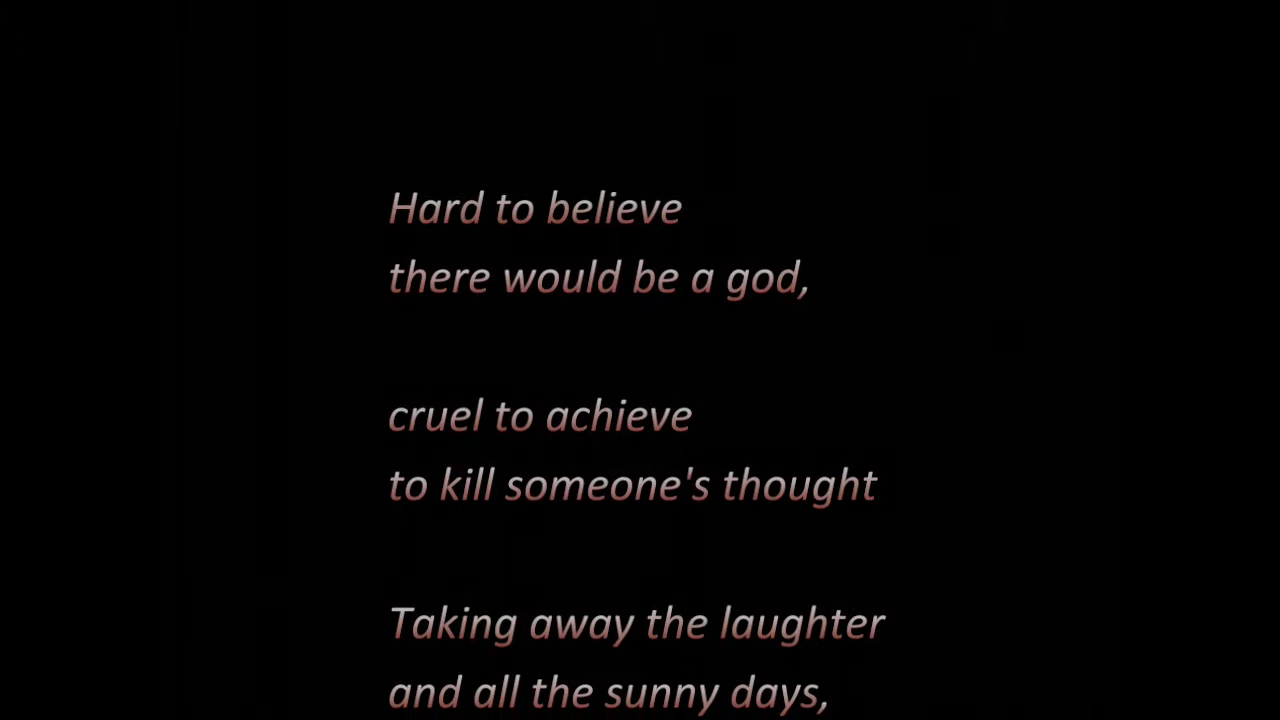 Hard to believe
there would be a god,
cruel to achieve
to kill someone's thought
Taking away the laughter
and all the sunny days,